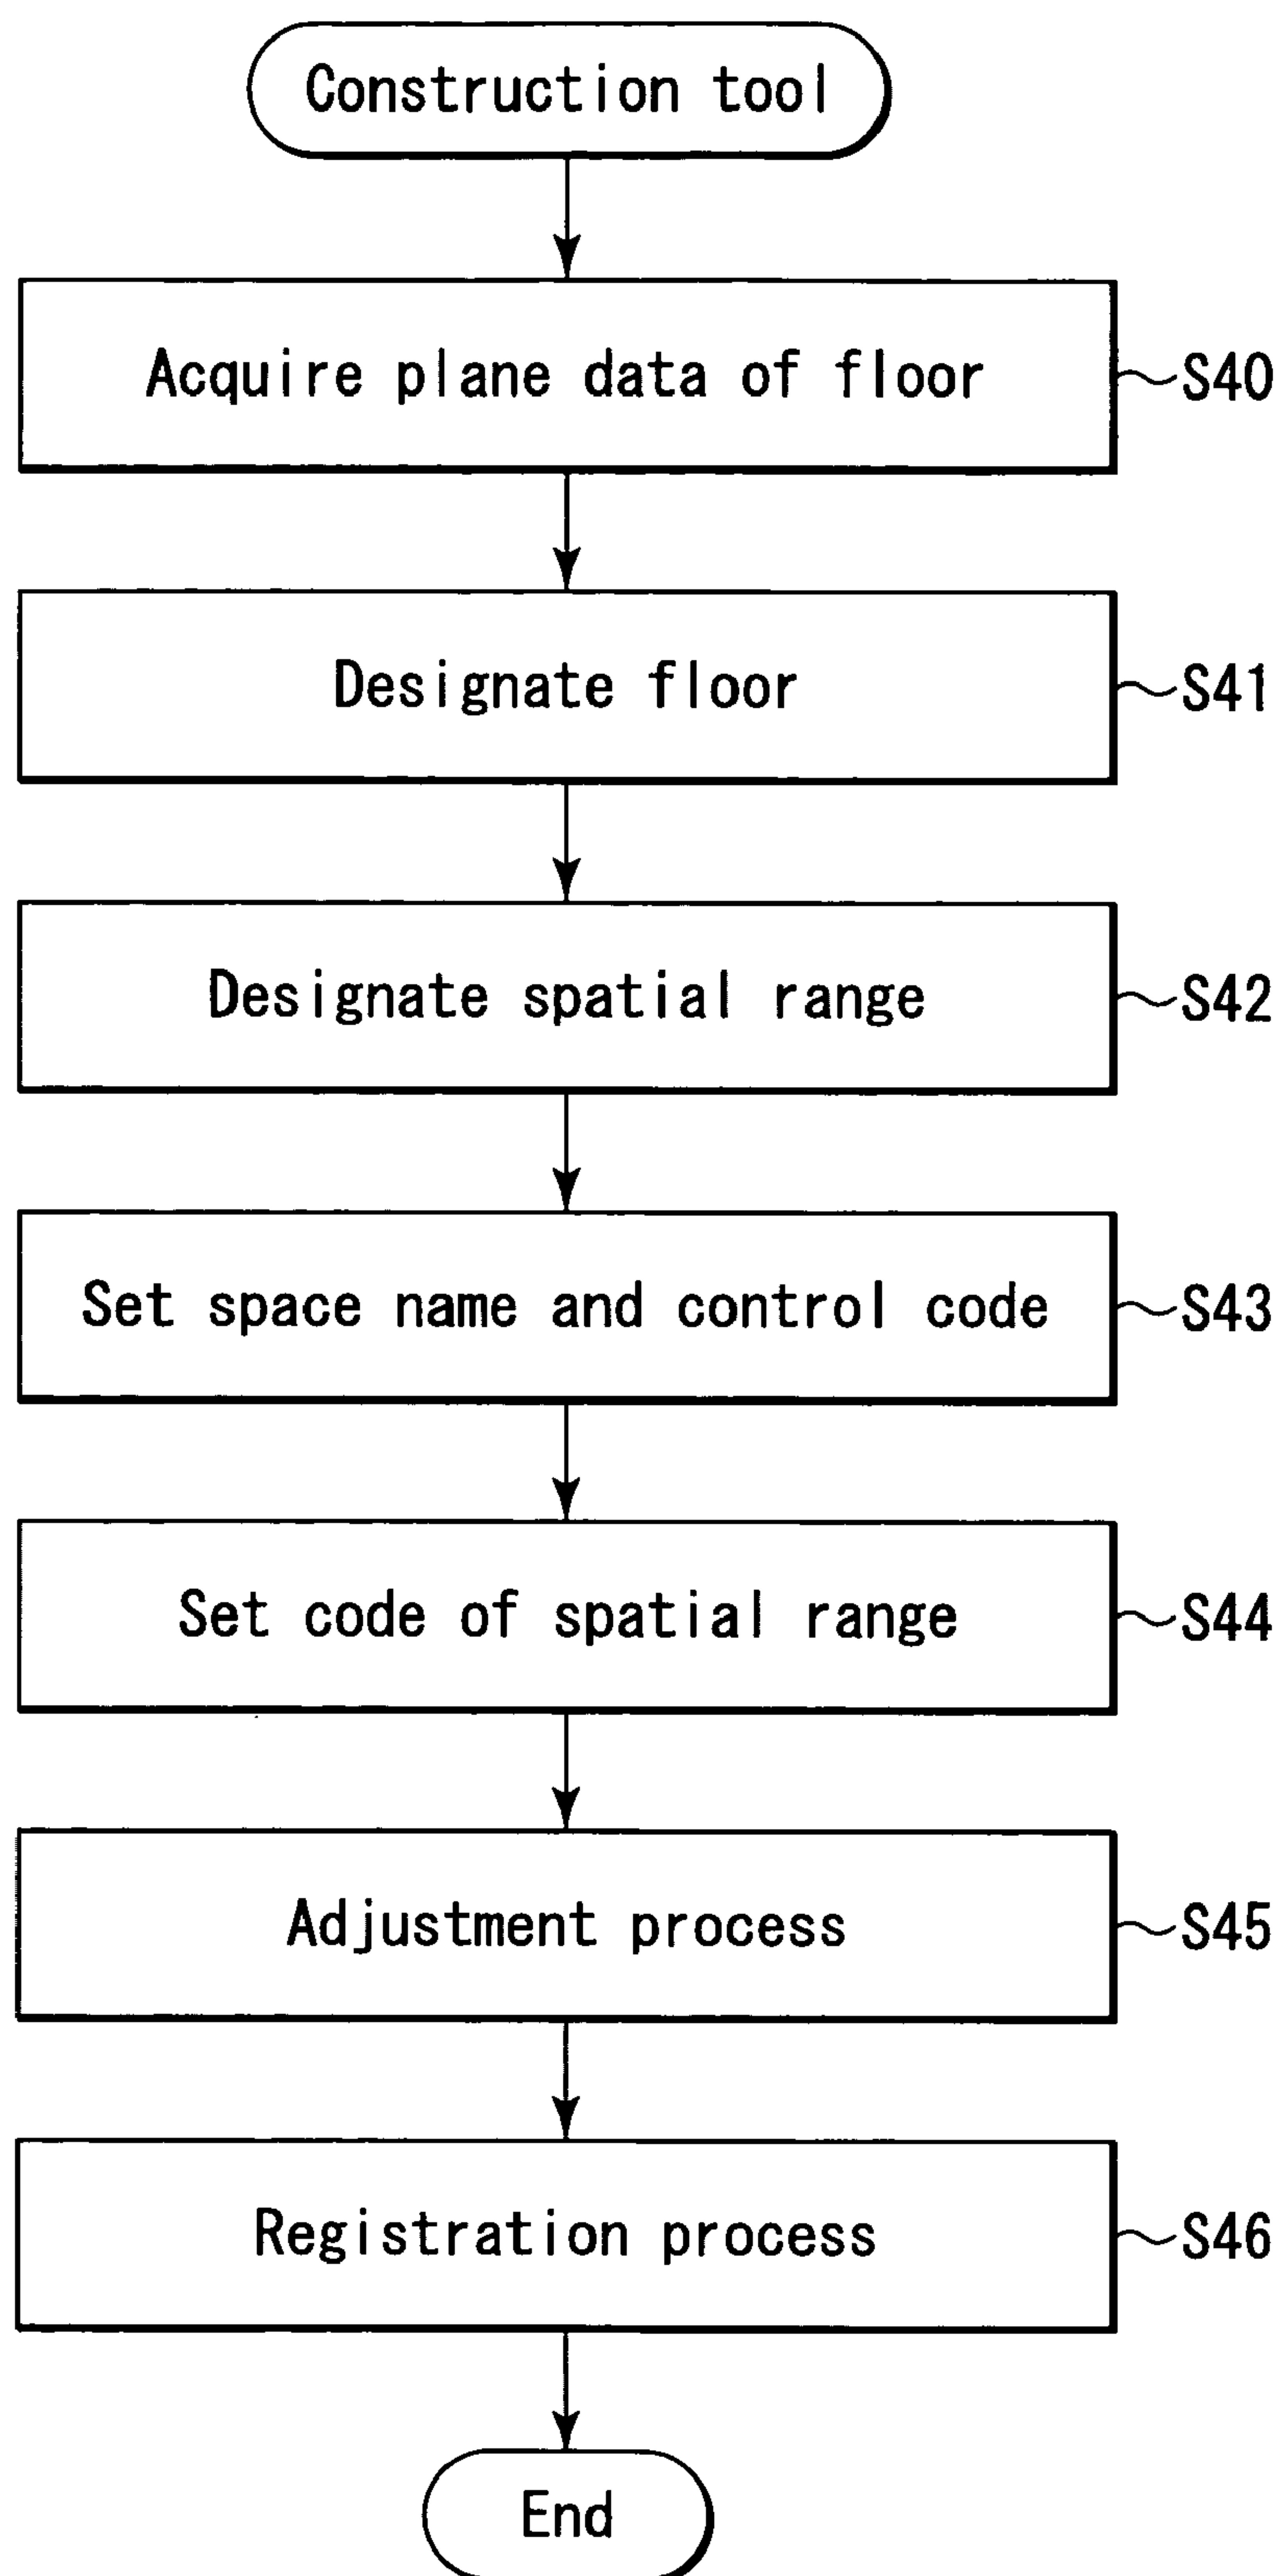 Construction tool
Acquire plane data of floor
S40
Designate floor
S41
Designate spatial range
S42
Set space name and control code
S43
Set code of spatial range
S44
Adjustment process
S45
Registration process
S46
End